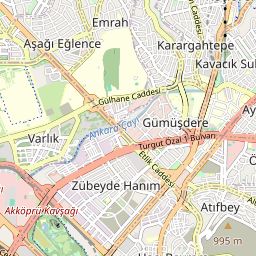 Emrah
Aşağı Eğlence
Karargahtepe
Kavacık Su
Gülhane Caddesi
Ankara Çayı
Gümüşdere
Varlık
Turgut Özal 1 Bulvarı
Etlik Caddesi
Zübeyde Hanım
Akköprü Kavşağı
Atıfbey
995 m